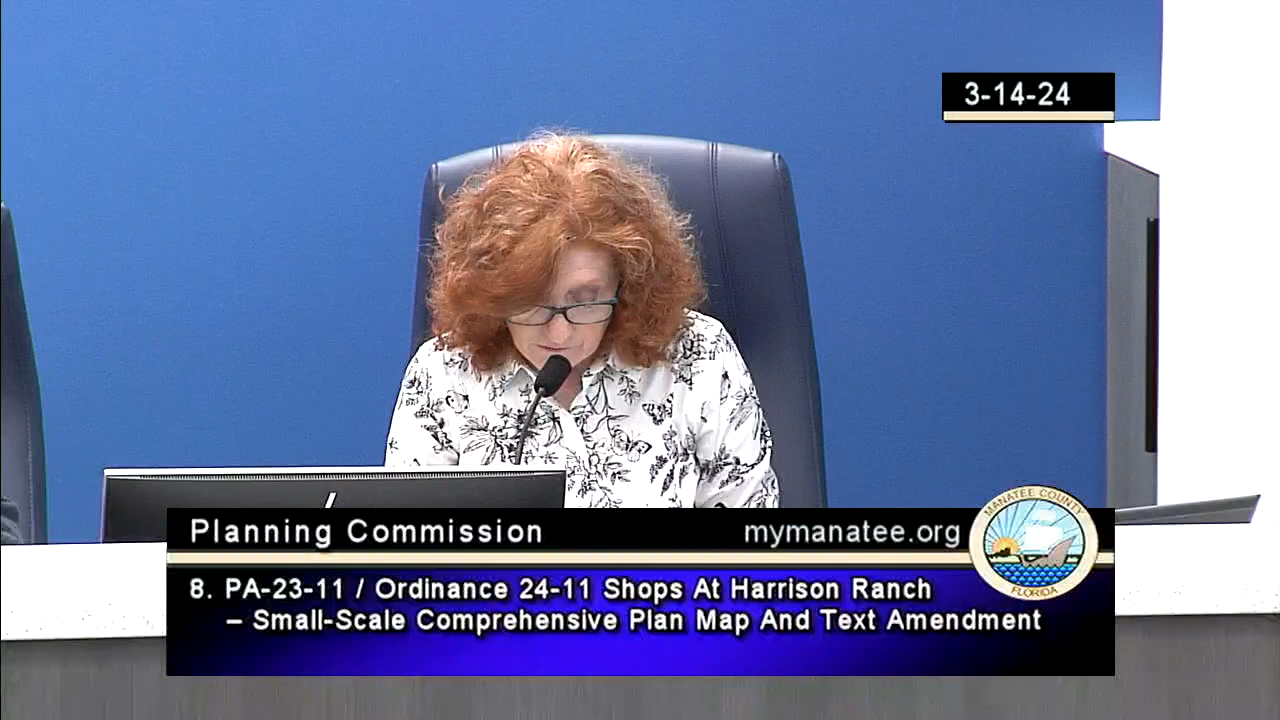 3-14-24
Planning Commission
mymanatee.org
MANATEE COUNTY
FLORIDA
8. PA-23-11 / Ordinance 24-11 Shops At Harrison Ranch
– Small-Scale Comprehensive Plan Map And Text Amendment